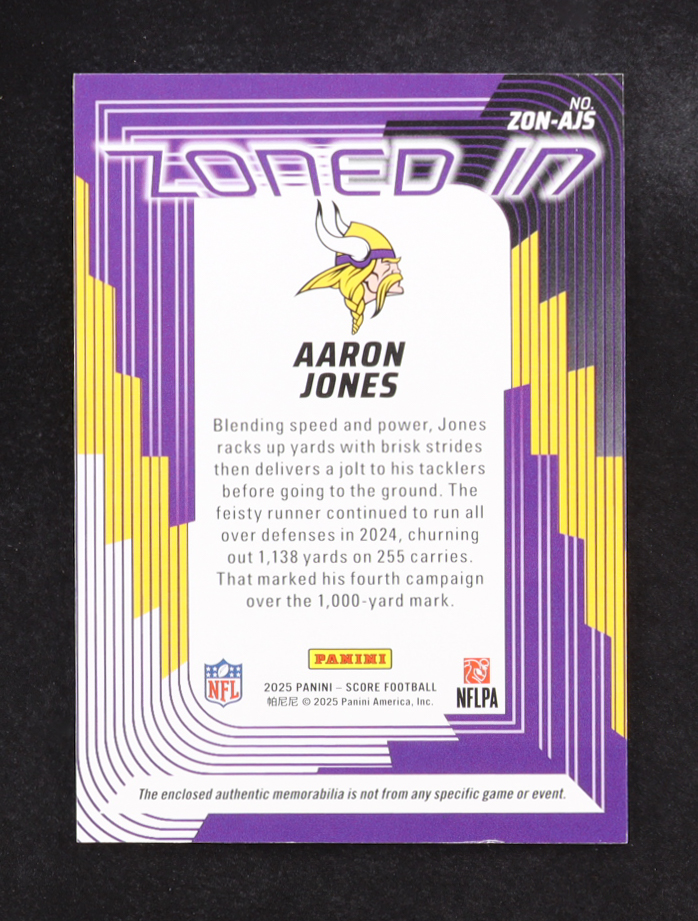 NO.
ZON-AJS
ZONED IN
AARON
JONES
Blending speed and power, Jones
racks up yards with brisk strides
then delivers a jolt to his tacklers
before going to the ground. The
feisty runner continued to run all
over defenses in 2024, churning
out 1,138 yards on 255 carries.
That marked his fourth campaign
over the 1,000-yard mark.
PANINI
NFL
2025 PANINI – SCORE FOOTBALL
帕尼尼 © 2025 Panini America, Inc.
NFLPA
The enclosed authentic memorabilia is not from any specific game or event.